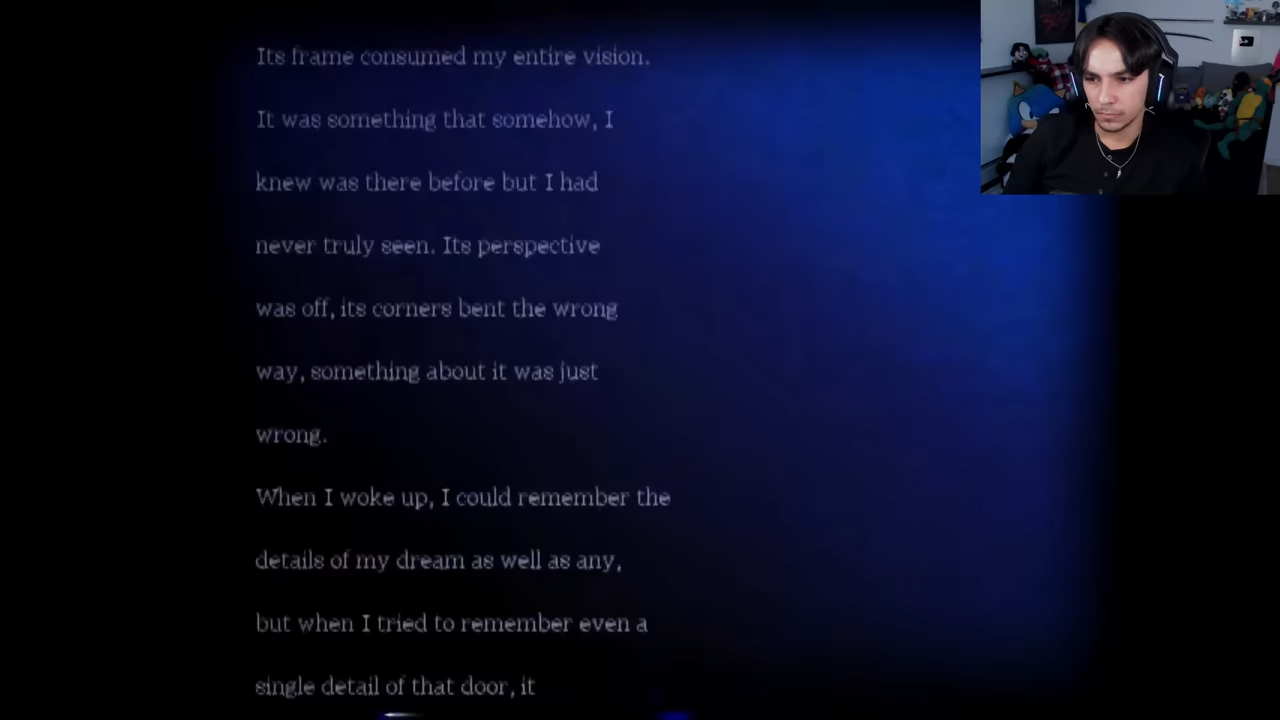 Its frame consumed my entire vision.
It was something that somehow, I
knew was there before but I had
never truly seen. Its perspective
was off, its corners bent the wrong
way, something about it was just
wrong.
When I woke up, I could remember the
details of my dream as well as any,
but when I tried to remember even a
single detail of that door, it